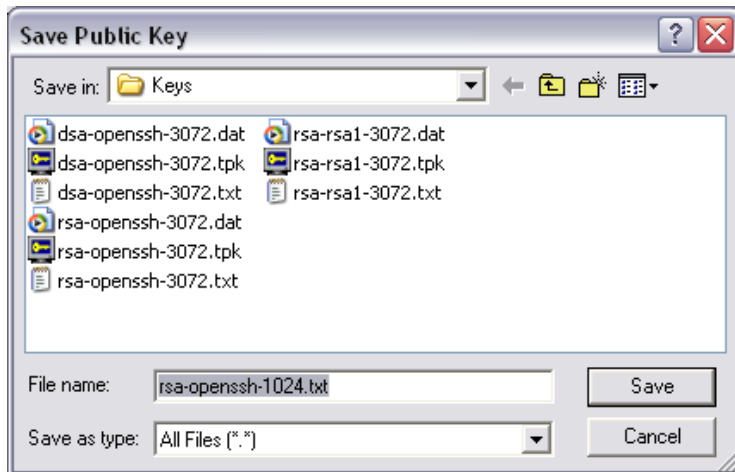 Save Public Key
Save in: Keys
dsa-openssh-3072.dat rsa-rsa1-3072.dat
dsa-openssh-3072.tpk rsa-rsa1-3072.tpk
dsa-openssh-3072.txt rsa-rsa1-3072.txt
rsa-openssh-3072.dat
rsa-openssh-3072.tpk
rsa-openssh-3072.txt
File name: rsa-openssh-1024.txt Save
Save as type: All Files (*.*) Cancel